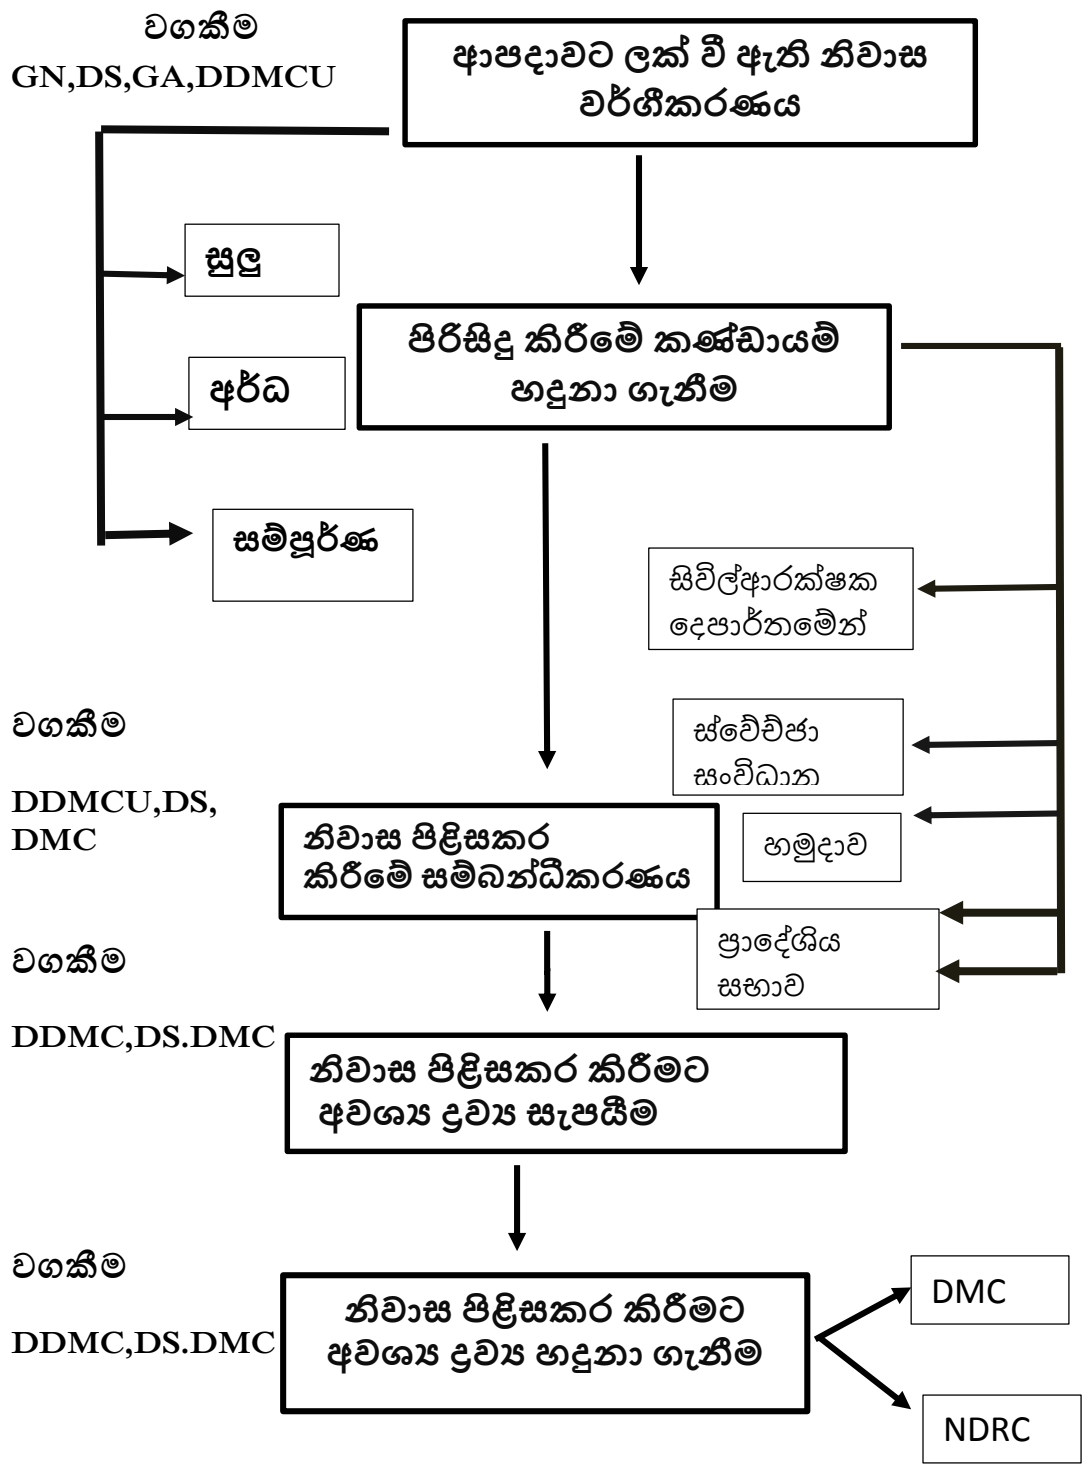 වගකීම
GN,DS,GA,DDMCU
ආපදාවට ලක් වී ඇති නිවාස
වර්ගීකරණය
සුලු
පිරිසිදු කිරීමේ කණ්ඩායම්
හදුනා ගැනීම
අර්ධ
සම්පූර්ණ
සිවිල්ආරක්ෂක
දෙපාර්තමේන්
වගකීම
ස්වේච්ඡා
සංවිධාන
DDMCU,DS,
DMC
නිවාස පිළිසකර
කිරීමේ සම්බන්ධීකරණය
හමුදාව
ප්‍රාදේශිය
සභාව
වගකීම
DDMC,DS.DMC
නිවාස පිළිසකර කිරීමට
අවශ්‍ය ද්‍රව්‍ය සැපයීම
වගකීම
DDMC,DS.DMC
නිවාස පිළිසකර කිරීමට
අවශ්‍ය ද්‍රව්‍ය හදුනා ගැනීම
DMC
NDRC